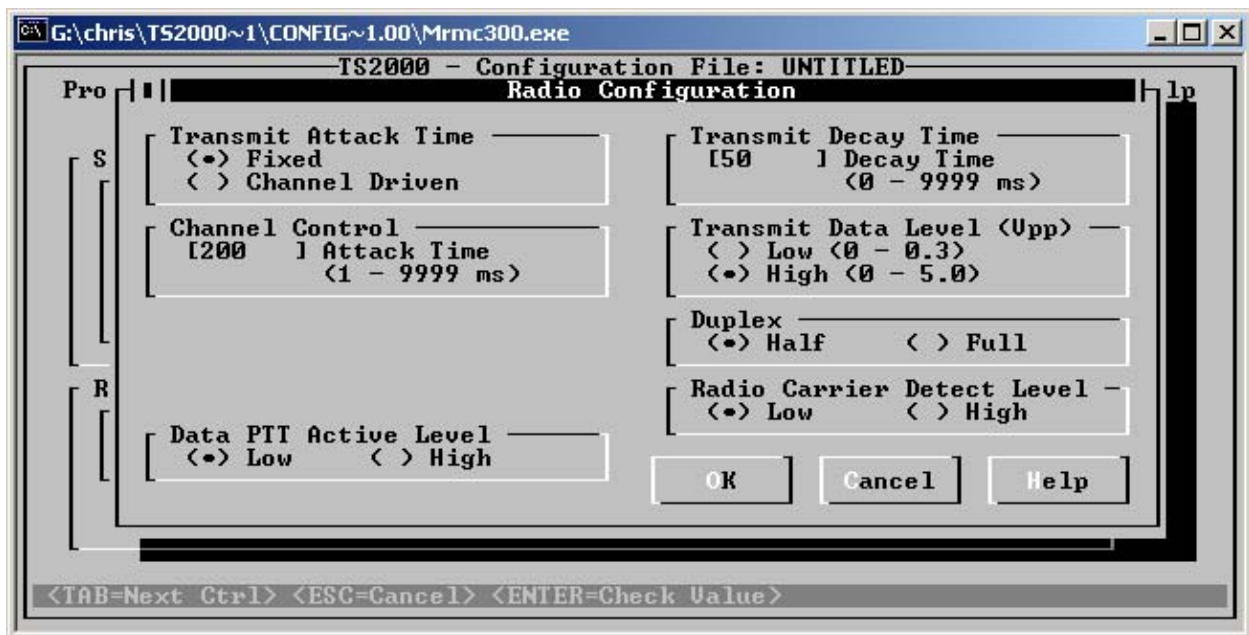 G:\chris\TS2000~1\CONFIG~1.00\Mrmc300.exe
TS2000 - Configuration File: UNTITLED
Pro
Radio Configuration
lp
S
R
Transmit Attack Time
(•) Fixed
( ) Channel Driven
Channel Control
[200 ] Attack Time
(1 - 9999 ms)
Data PTT Active Level
(•) Low ( ) High
Transmit Decay Time
[50 ] Decay Time
(0 - 9999 ms)
Transmit Data Level (Vpp)
( ) Low (0 - 0.3)
(•) High (0 - 5.0)
Duplex
(•) Half ( ) Full
Radio Carrier Detect Level
(•) Low ( ) High
OK Cancel Help
<TAB=Next Ctrl> <ESC=Cancel> <ENTER=Check Value>